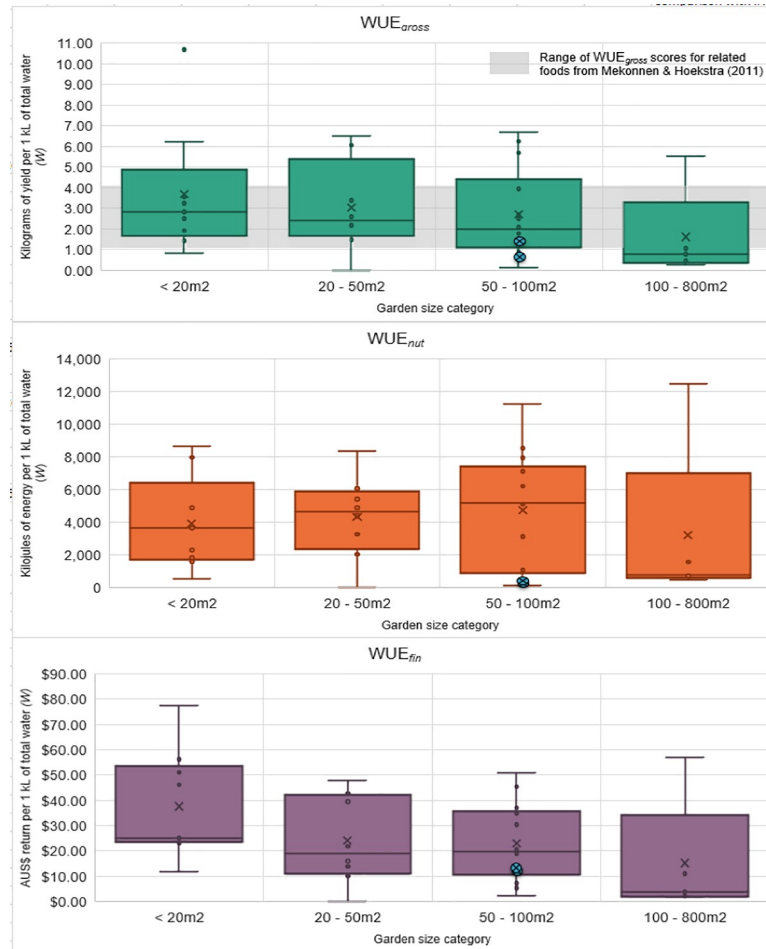 WUEgross
Range of WUEgross scores for related
foods from Mekonnen & Hoekstra (2011)
Kilograms of yield per 1 kL of total water
(W)
11.00
10.00
9.00
8.00
7.00
6.00
5.00
4.00
3.00
2.00
1.00
0.00
< 20m2
20 - 50m2
50 - 100m2
100 - 800m2
Garden size category
WUEnut
Kilojules of energy per 1 kL of total water
(W)
14,000
12,000
10,000
8,000
6,000
4,000
2,000
0
< 20m2
20 - 50m2
50 - 100m2
100 - 800m2
Garden size category
WUEfin
AUS$ return per 1 kL of total water (W)
$90.00
$80.00
$70.00
$60.00
$50.00
$40.00
$30.00
$20.00
$10.00
$0.00
< 20m2
20 - 50m2
50 - 100m2
100 - 800m2
Garden size category